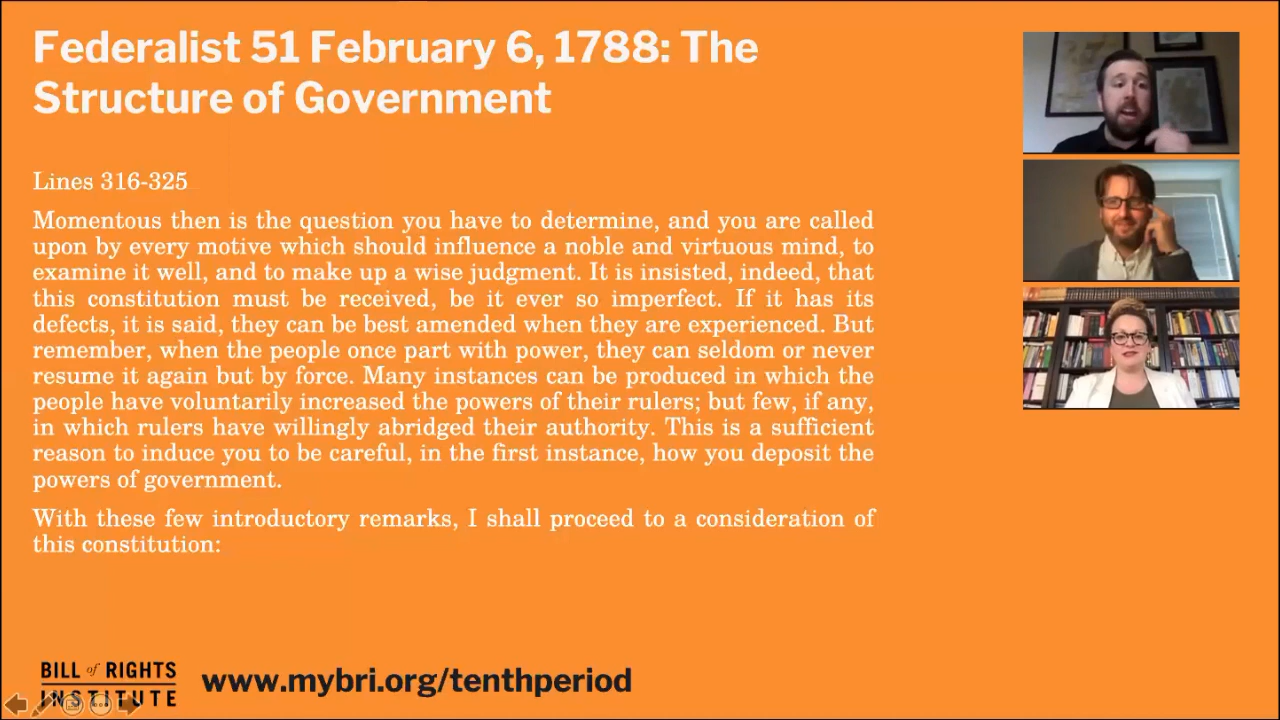 Federalist 51 February 6, 1788: The
Structure of Government
Lines 316-325
Momentous then is the question you have to determine, and you are called
upon by every motive which should influence a noble and virtuous mind, to
examine it well, and to make up a wise judgment. It is insisted, indeed, that
this constitution must be received, be it ever so imperfect. If it has its
defects, it is said, they can be best amended when they are experienced. But
remember, when the people once part with power, they can seldom or never
resume it again but by force. Many instances can be produced in which the
people have voluntarily increased the powers of their rulers; but few, if any,
in which rulers have willingly abridged their authority. This is a sufficient
reason to induce you to be careful, in the first instance, how you deposit the
powers of government.
With these few introductory remarks, I shall proceed to a consideration of
this constitution:
BILL of RIGHTS
INSTITUTE
www.mybri.org/tenthperiod